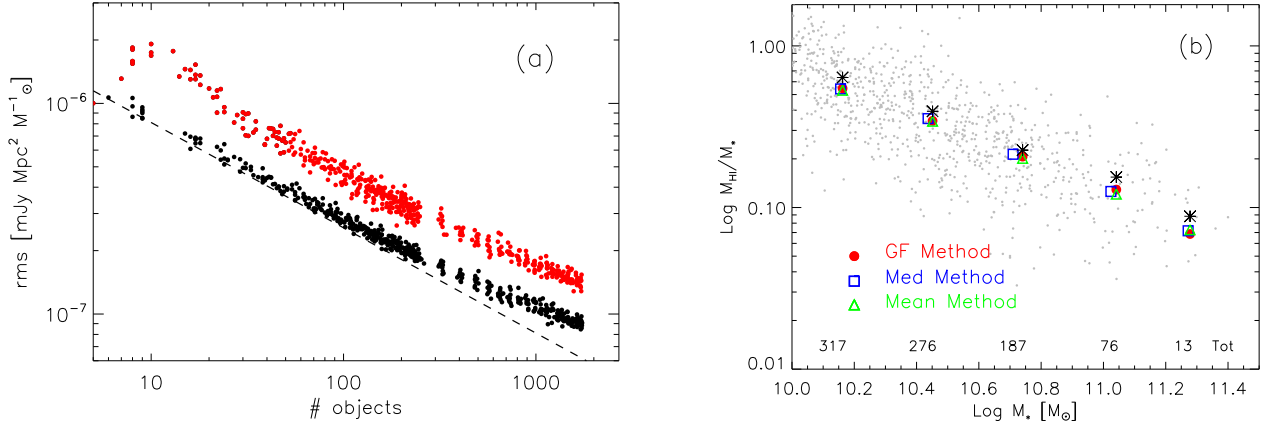 (a)
10⁻⁶
10⁻⁷
rms [mJy Mpc² M⁻¹⊙]
10 100 1000
# objects
(b)
1.00
0.10
0.01
Log M_HI/M_*
GF Method
Med Method
Mean Method
317 276 187 76 13 Tot
10.0 10.2 10.4 10.6 10.8 11.0 11.2 11.4
Log M_* [M_⊙]